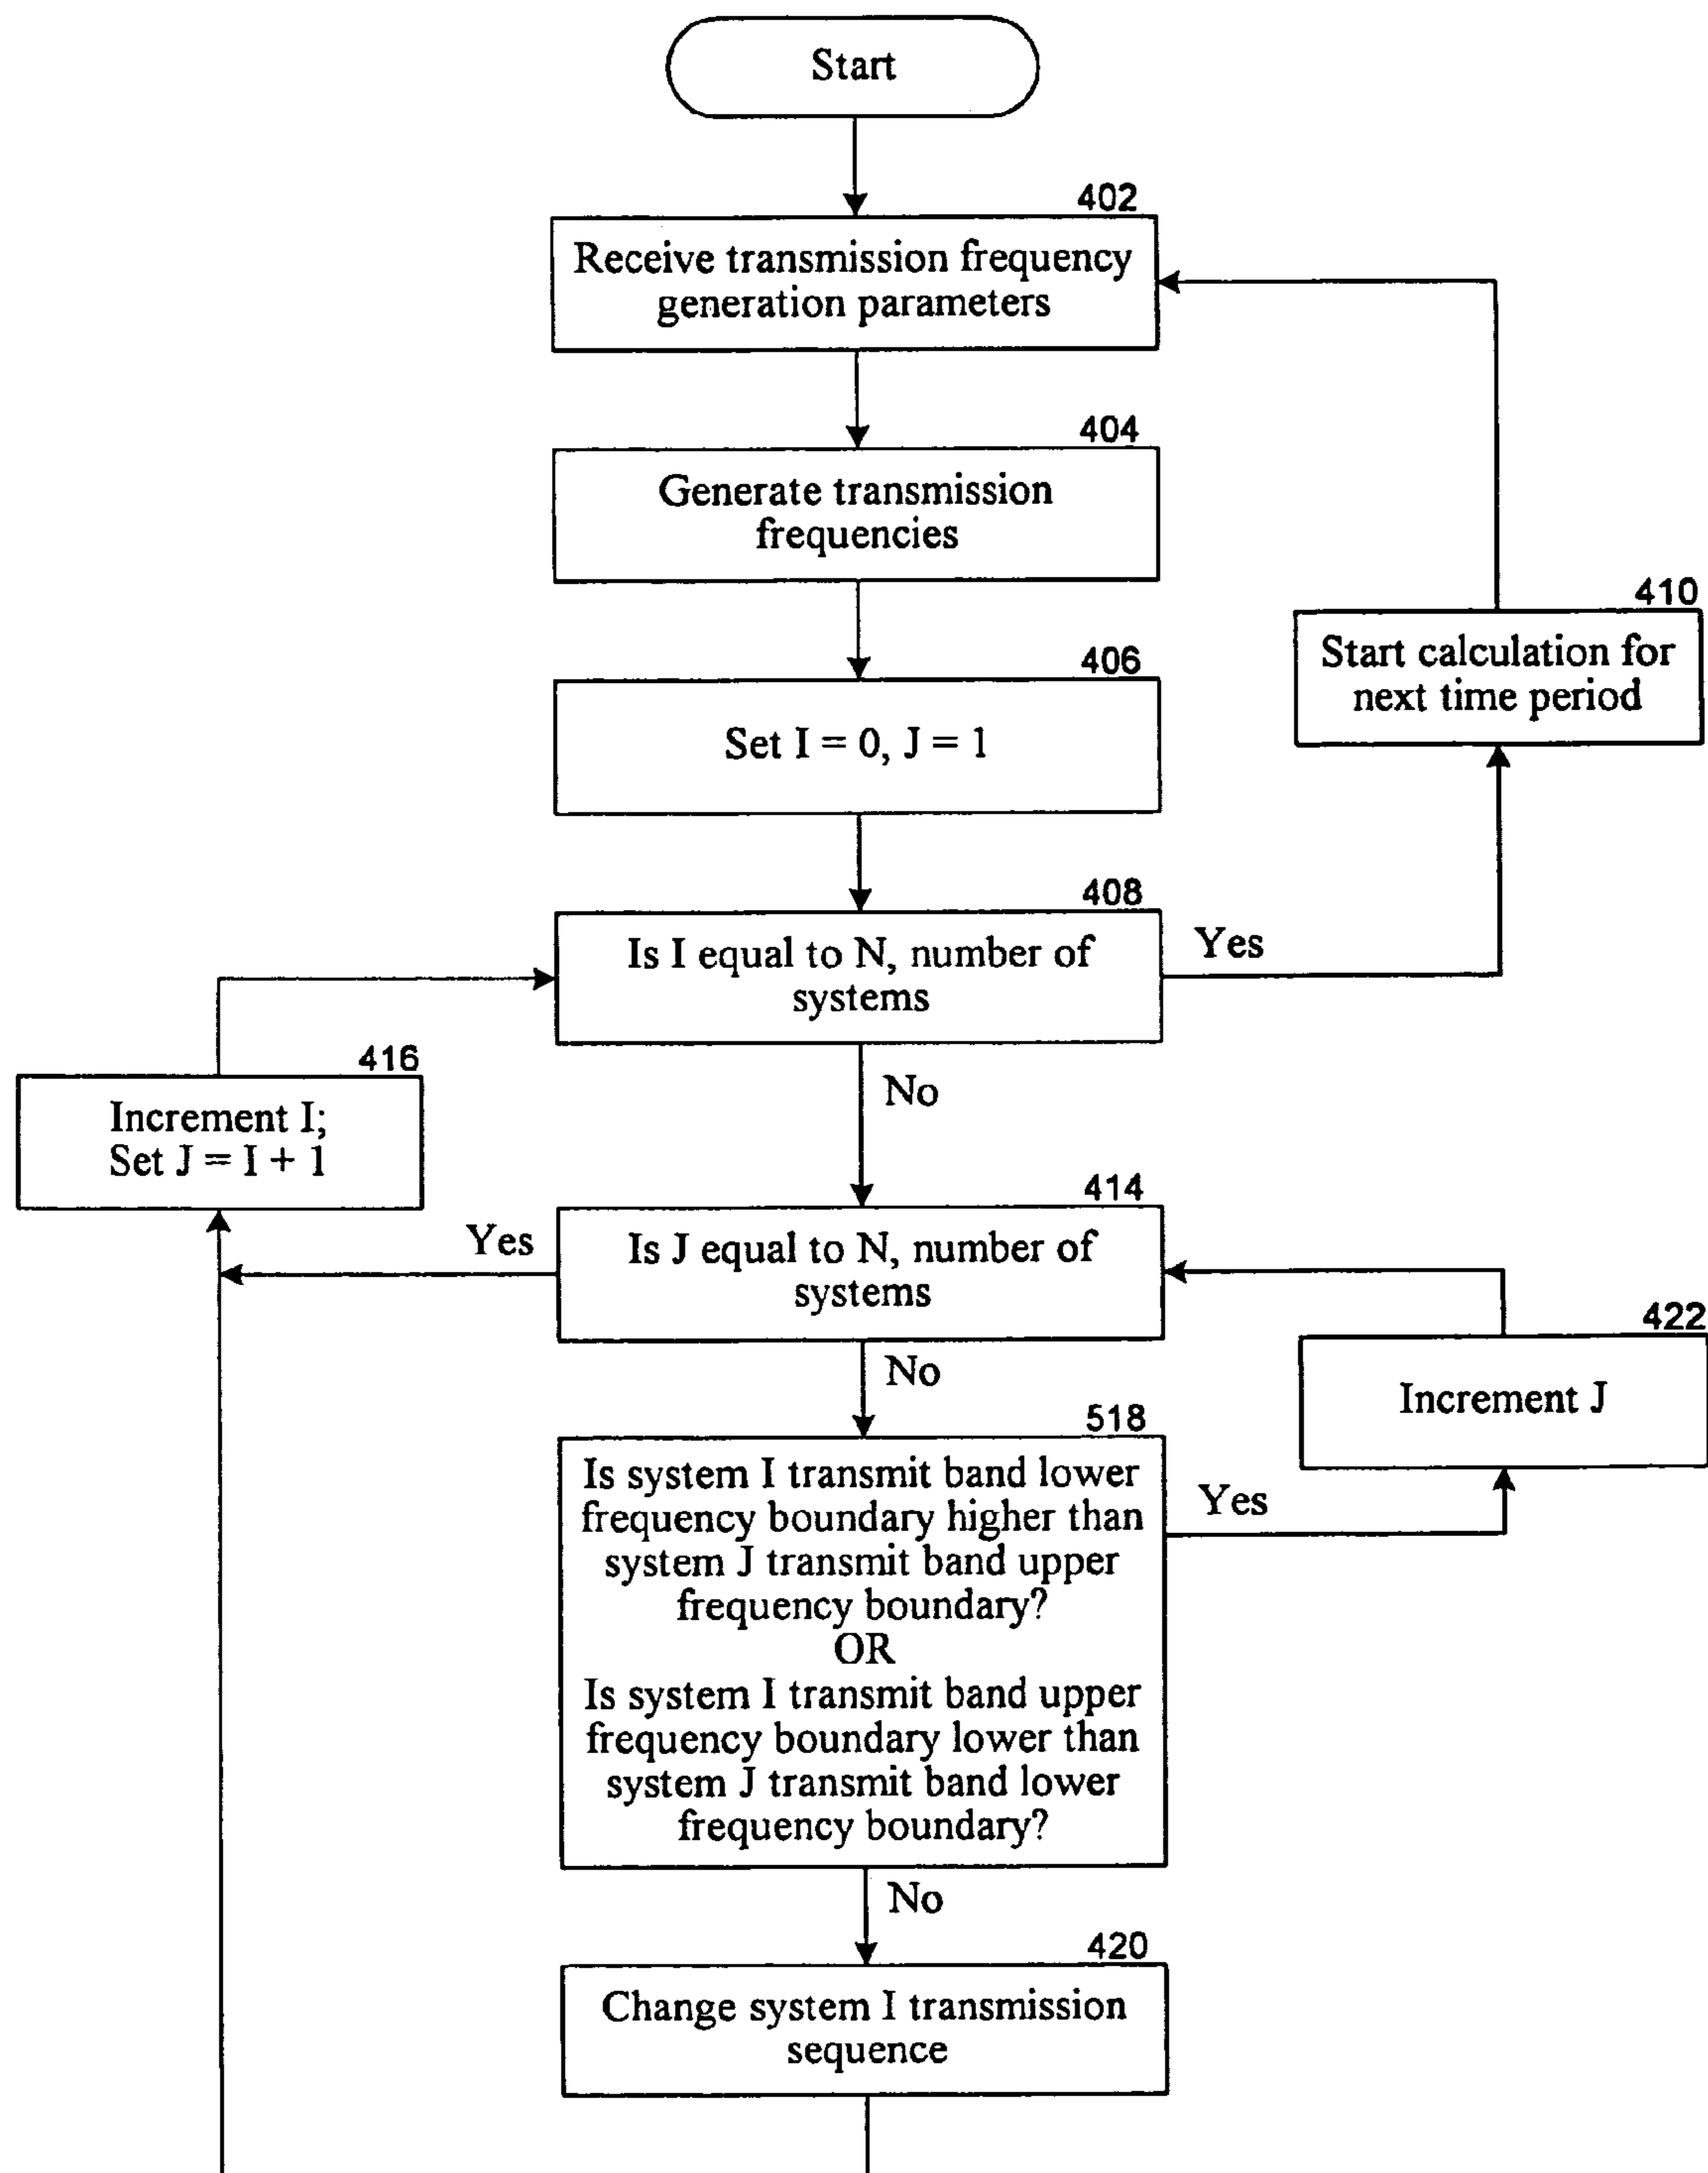 Start
402
Receive transmission frequency
generation parameters
404
Generate transmission
frequencies
410
Start calculation for
next time period
406
Set I = 0, J = 1
408
Is I equal to N, number of
systems
Yes
416
Increment I;
Set J = I + 1
No
414
Is J equal to N, number of
systems
Yes
422
Increment J
No
518
Is system I transmit band lower
frequency boundary higher than
system J transmit band upper
frequency boundary?
OR
Is system I transmit band upper
frequency boundary lower than
system J transmit band lower
frequency boundary?
Yes
No
420
Change system I transmission
sequence